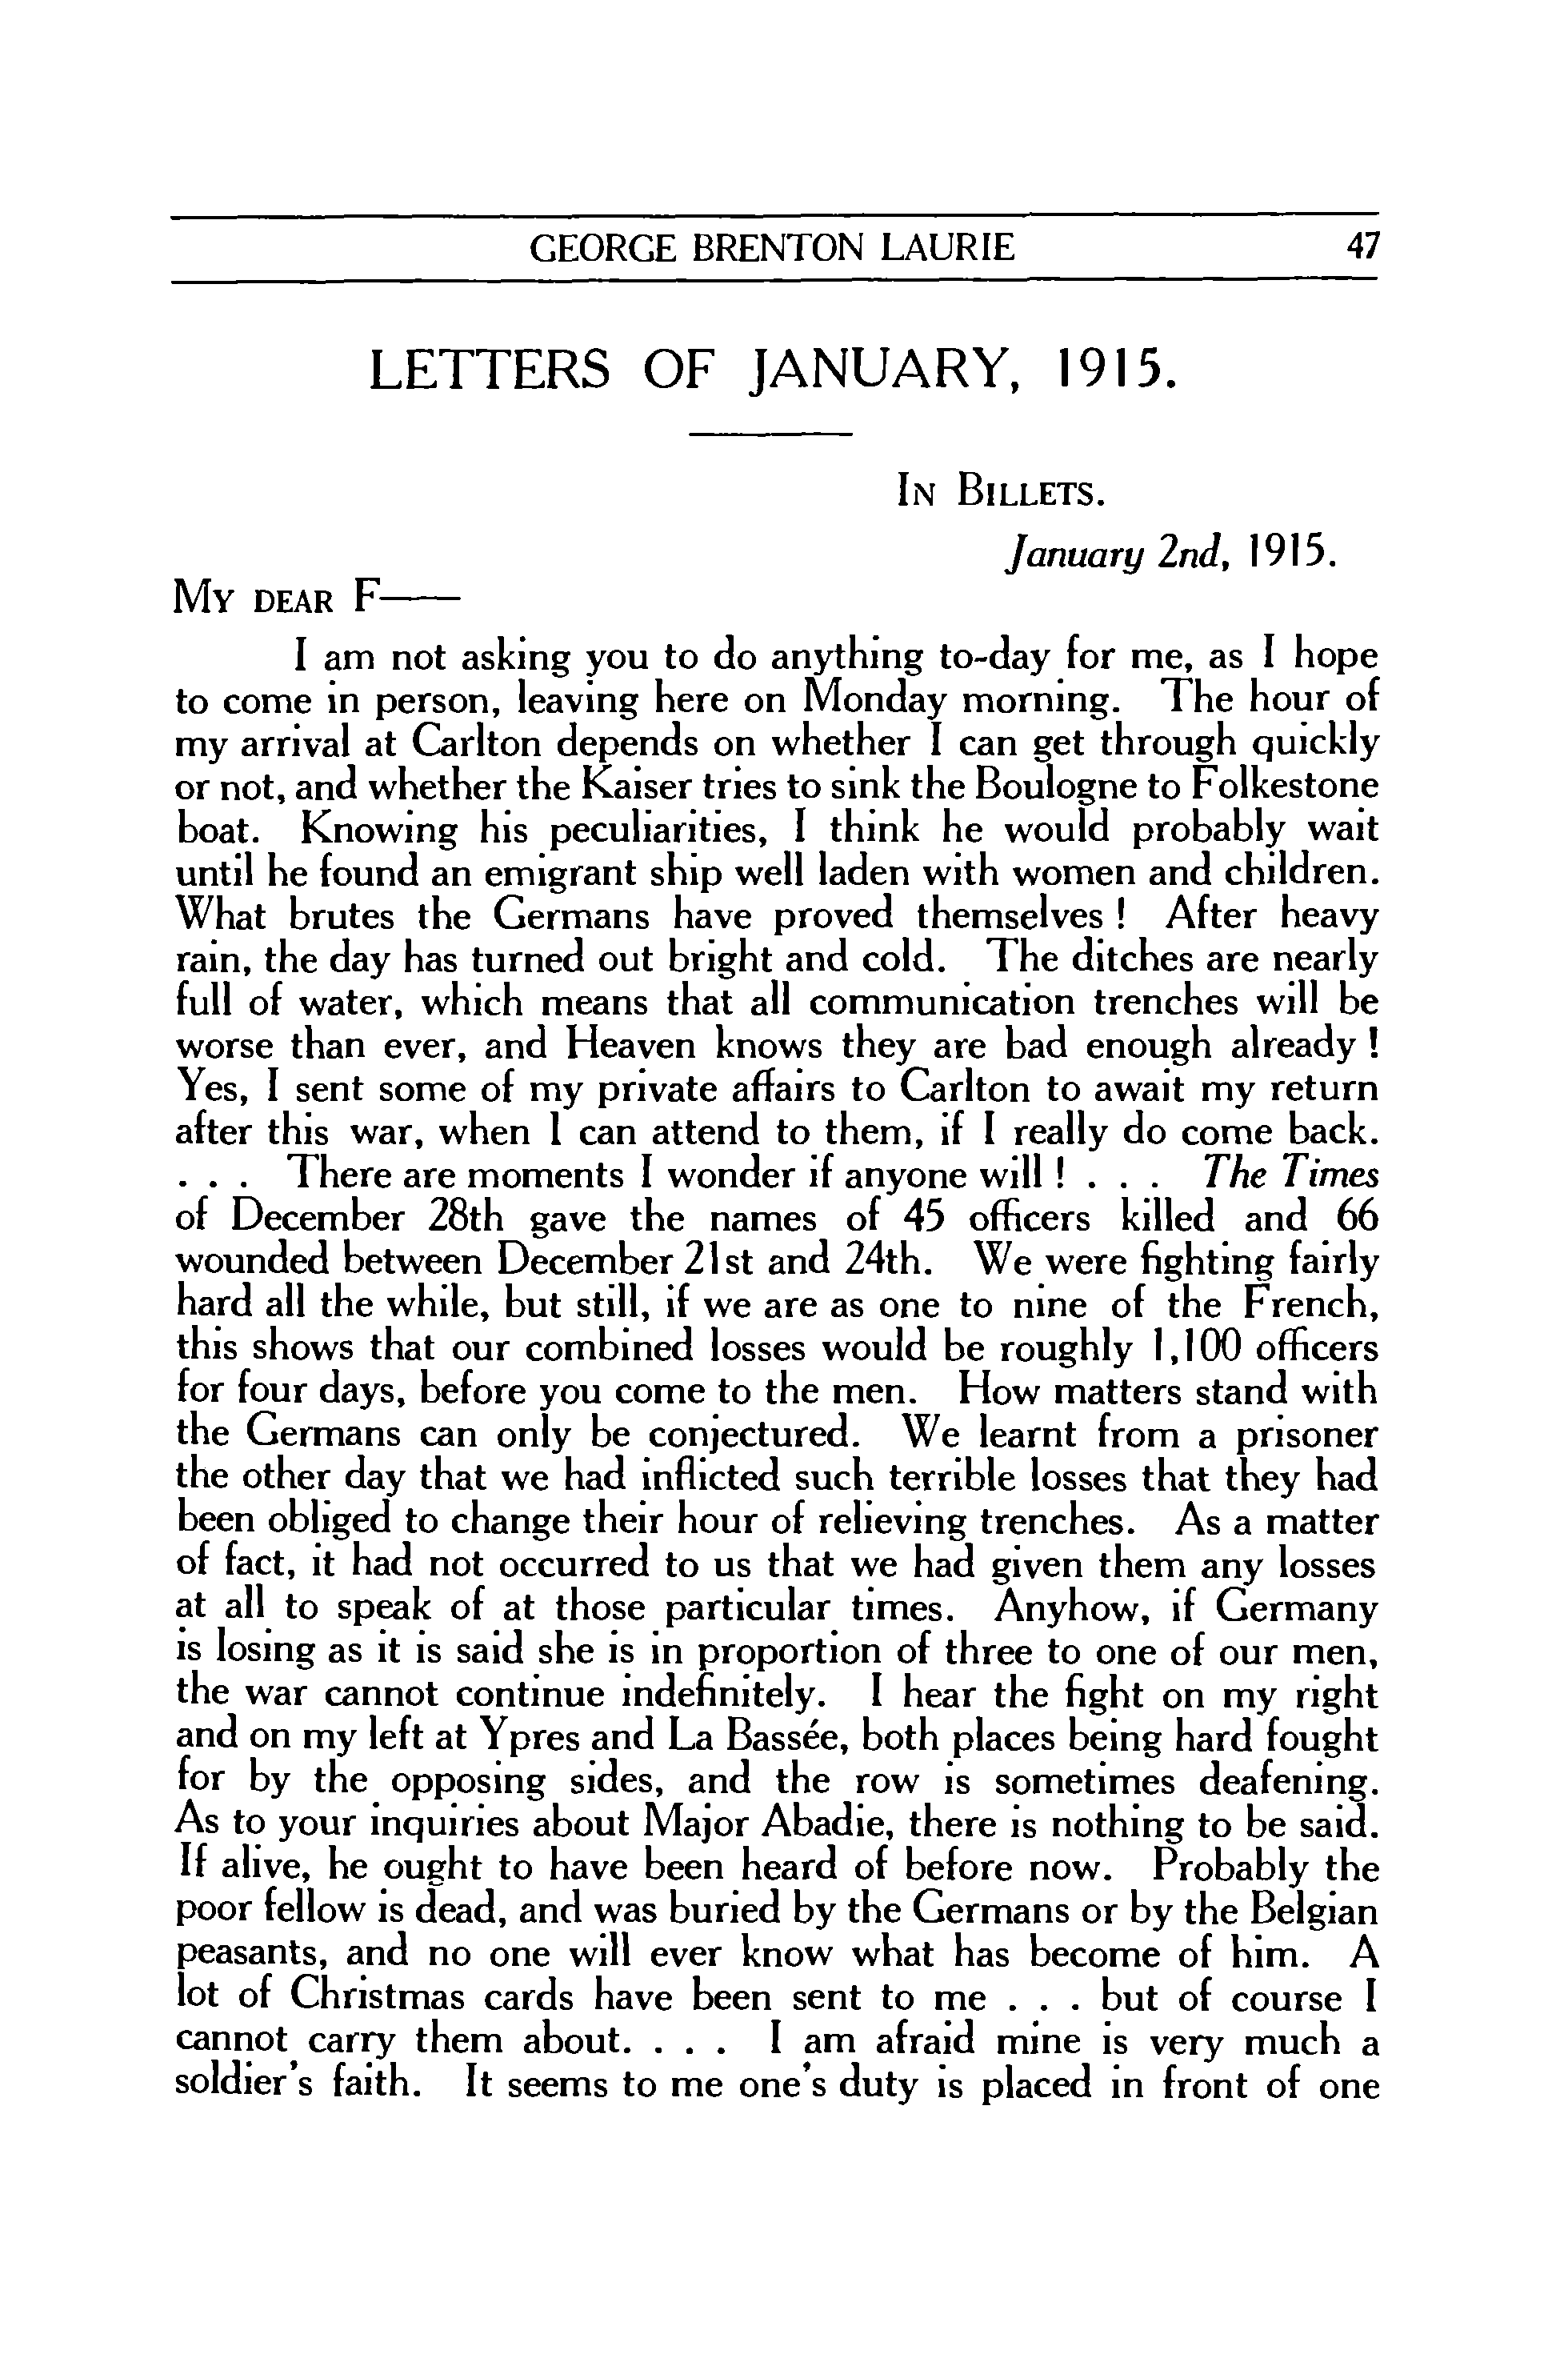 GEORGE BRENTON LAURIE 47
LETTERS OF JANUARY, 1915.
IN BILLETS.
January 2nd, 1915.
MY DEAR F——
I am not asking you to do anything to-day for me, as I hope
to come in person, leaving here on Monday morning. The hour of
my arrival at Carlton depends on whether I can get through quickly
or not, and whether the Kaiser tries to sink the Boulogne to Folkestone
boat. Knowing his peculiarities, I think he would probably wait
until he found an emigrant ship well laden with women and children.
What brutes the Germans have proved themselves ! After heavy
rain, the day has turned out bright and cold. The ditches are nearly
full of water, which means that all communication trenches will be
worse than ever, and Heaven knows they are bad enough already !
Yes, I sent some of my private affairs to Carlton to await my return
after this war, when I can attend to them, if I really do come back.
. . . There are moments I wonder if anyone will ! . . . The Times
of December 28th gave the names of 45 officers killed and 66
wounded between December 21st and 24th. We were fighting fairly
hard all the while, but still, if we are as one to nine of the French,
this shows that our combined losses would be roughly 1,100 officers
for four days, before you come to the men. How matters stand with
the Germans can only be conjectured. We learnt from a prisoner
the other day that we had inflicted such terrible losses that they had
been obliged to change their hour of relieving trenches. As a matter
of fact, it had not occurred to us that we had given them any losses
at all to speak of at those particular times. Anyhow, if Germany
is losing as it is said she is in proportion of three to one of our men,
the war cannot continue indefinitely. I hear the fight on my right
and on my left at Ypres and La Bassée, both places being hard fought
for by the opposing sides, and the row is sometimes deafening.
As to your inquiries about Major Abadie, there is nothing to be said.
If alive, he ought to have been heard of before now. Probably the
poor fellow is dead, and was buried by the Germans or by the Belgian
peasants, and no one will ever know what has become of him. A
lot of Christmas cards have been sent to me . . . but of course I
cannot carry them about. . . . I am afraid mine is very much a
soldier's faith. It seems to me one's duty is placed in front of one